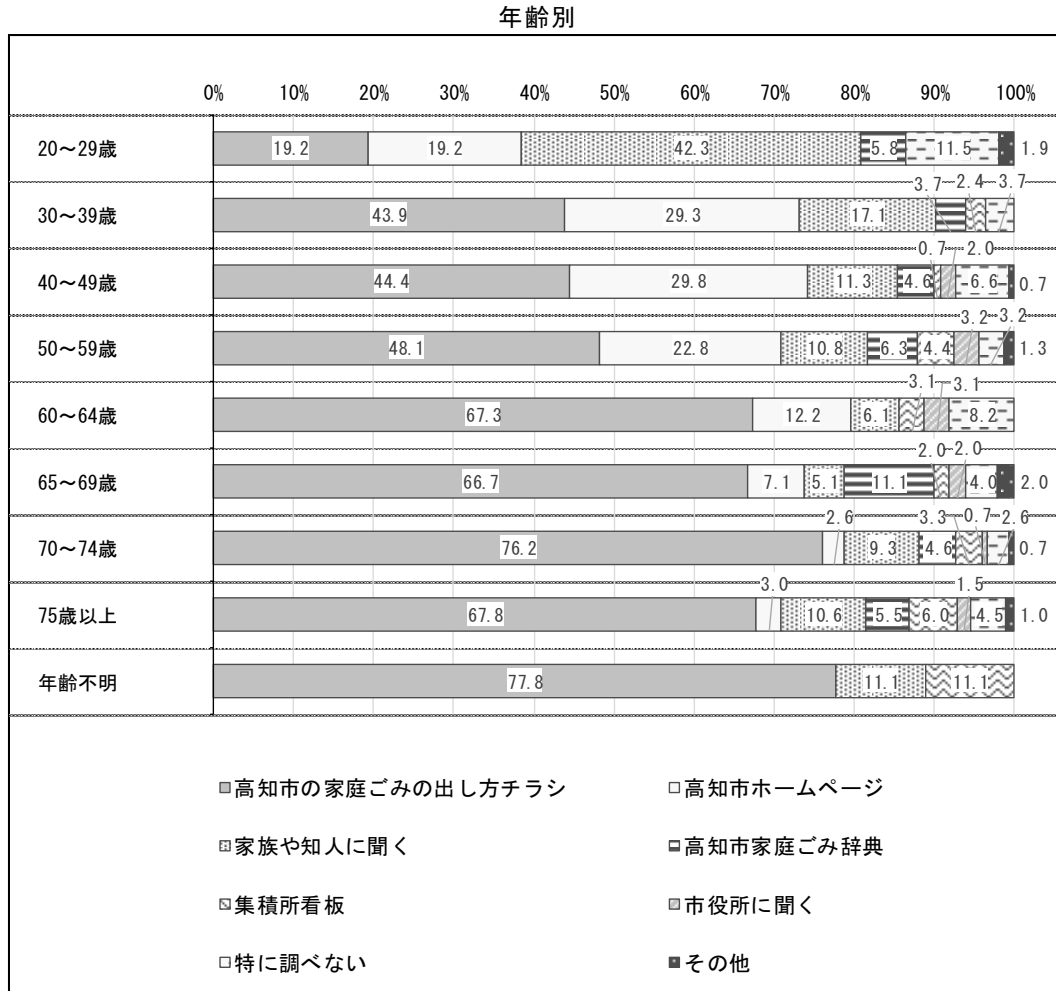 年齢別
0% 10% 20% 30% 40% 50% 60% 70% 80% 90% 100%
20～29歳 19.2 19.2 42.3 5.8 11.5 1.9
3.7 2.4 3.7
30～39歳 43.9 29.3 17.1
0.7 2.0
40～49歳 44.4 29.8 11.3 4.6 6.6 0.7
3.2 3.2
50～59歳 48.1 22.8 10.8 6.3 4.4 1.3
3.1 3.1
60～64歳 67.3 12.2 6.1 8.2
2.0 2.0
65～69歳 66.7 7.1 5.1 11.1 4.0 2.0
2.6 3.3 0.7 2.6
70～74歳 76.2 9.3 4.6 0.7
3.0 1.5
75歳以上 67.8 10.6 5.5 6.0 4.5 1.0
年齢不明 77.8 11.1 11.1
高知市の家庭ごみの出し方チラシ 高知市ホームページ
家族や知人に聞く 高知市家庭ごみ辞典
集積所看板 市役所に聞く
特に調べない その他